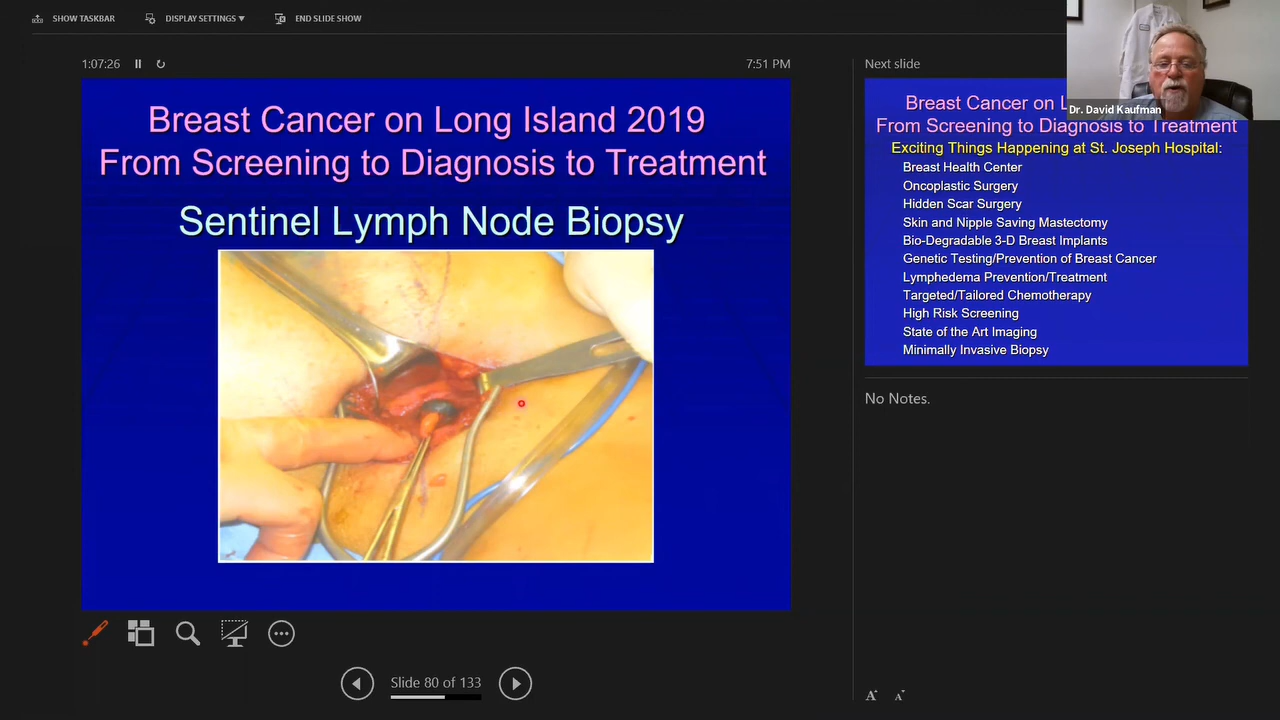 SHOW TASKBAR
DISPLAY SETTINGS ▼
END SLIDE SHOW
1:07:26
7:51 PM
Breast Cancer on Long Island 2019
From Screening to Diagnosis to Treatment
Sentinel Lymph Node Biopsy
Slide 80 of 133
Next slide
Dr. David Kaufman
Breast Cancer on L
From Screening to Diagnosis to Treatment
Exciting Things Happening at St. Joseph Hospital:
Breast Health Center
Oncoplastic Surgery
Hidden Scar Surgery
Skin and Nipple Saving Mastectomy
Bio-Degradable 3-D Breast Implants
Genetic Testing/Prevention of Breast Cancer
Lymphedema Prevention/Treatment
Targeted/Tailored Chemotherapy
High Risk Screening
State of the Art Imaging
Minimally Invasive Biopsy
No Notes.
A A